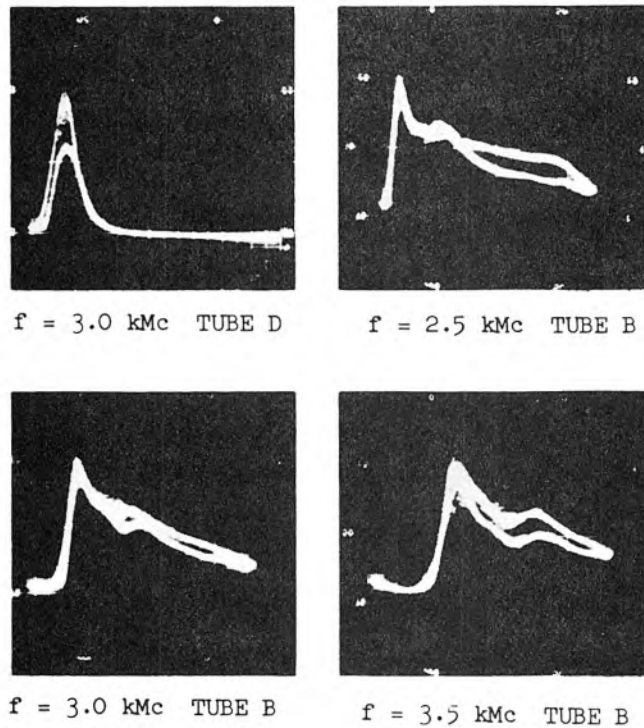 f = 3.0 kMc TUBE D
f = 2.5 kMc TUBE B
f = 3.0 kMc TUBE B
f = 3.5 kMc TUBE B